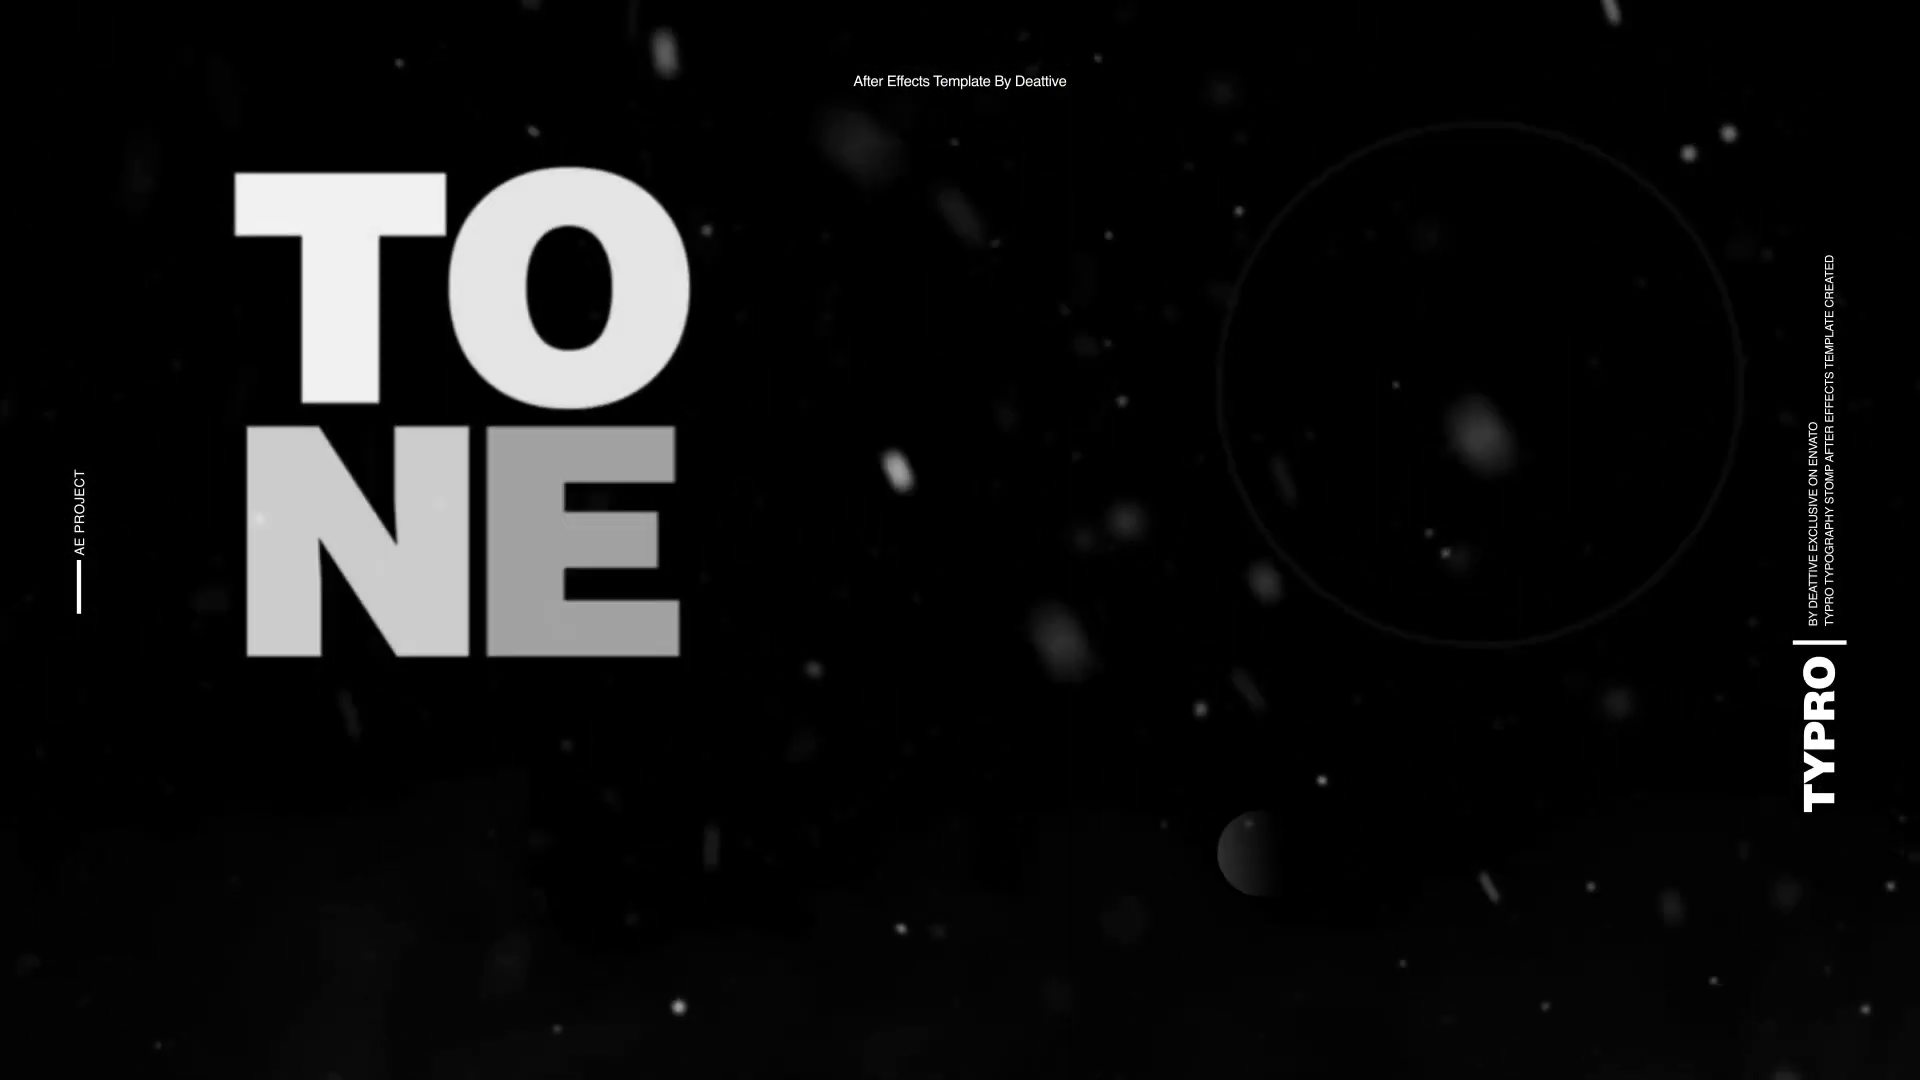 After Effects Template By Deattive
TO
NE
AE PROJECT
BY DEATTIVE EXCLUSIVE ON ENVATO
TYPRO TYPOGRAPHY STOMP AFTER EFFECTS TEMPLATE CREATED
TYPRO